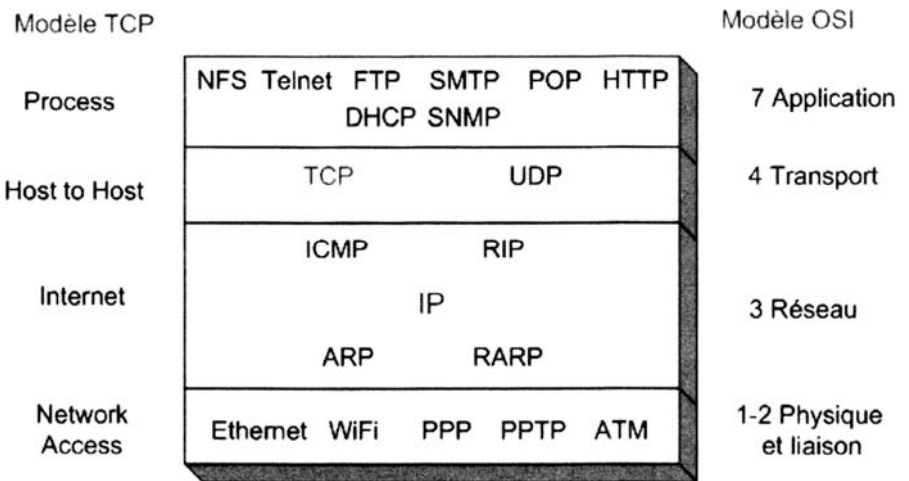 Modèle TCP
Modèle OSI
Process
NFS Telnet FTP SMTP POP HTTP
DHCP SNMP
7 Application
Host to Host
TCP UDP
4 Transport
Internet
ICMP RIP
IP
ARP RARP
3 Réseau
Network
Access
Ethernet WiFi PPP PPTP ATM
1-2 Physique
et liaison